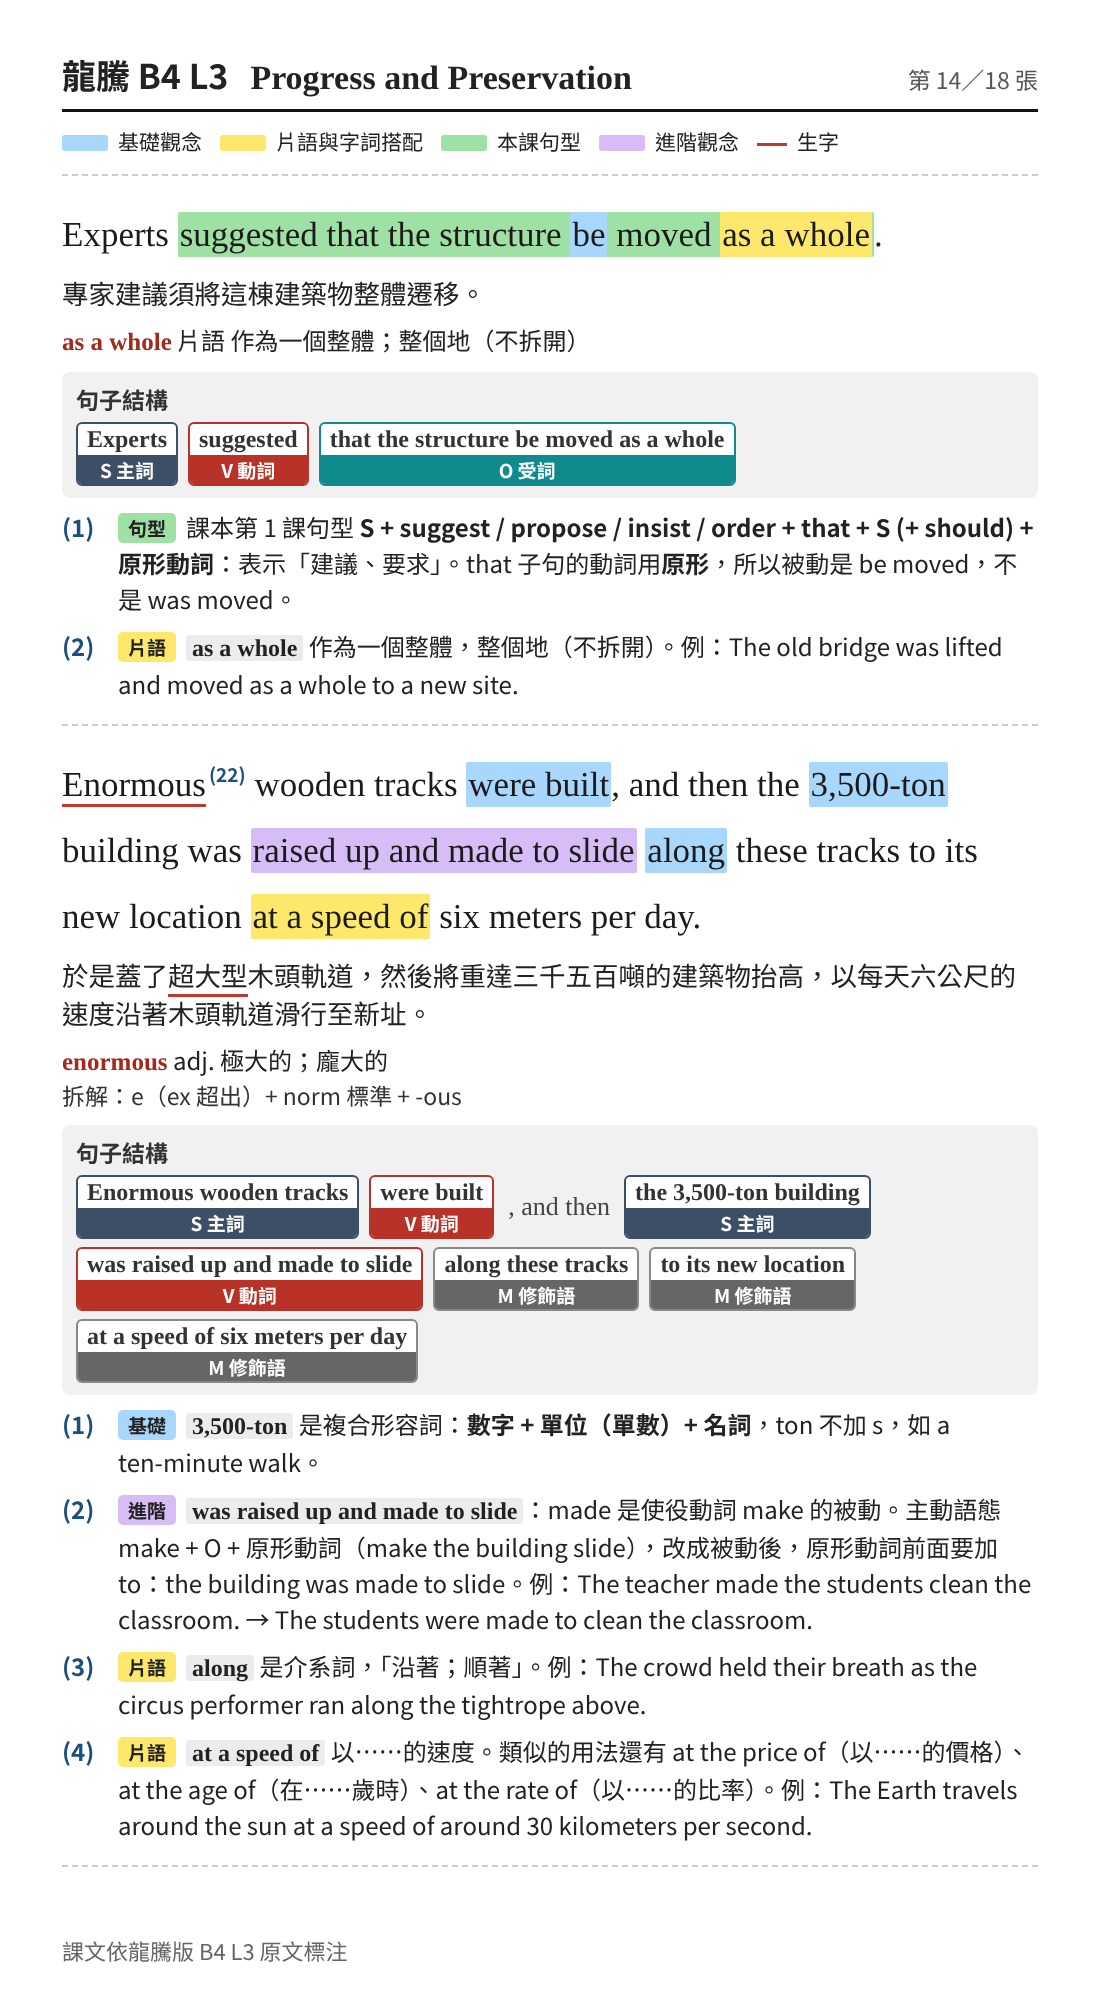 龍騰 B4 L3 Progress and Preservation 第 14／18 張
基礎觀念 片語與字詞搭配 本課句型 進階觀念 生字
Experts suggested that the structure be moved as a whole.
專家建議須將這棟建築物整體遷移。
as a whole 片語 作為一個整體；整個地（不拆開）
句子結構
Experts suggested that the structure be moved as a whole
S 主詞 V 動詞 O 受詞
(1) 句型 課本第 1 課句型 S + suggest / propose / insist / order + that + S (+ should) +
原形動詞：表示「建議、要求」。that 子句的動詞用原形，所以被動是 be moved，不
是 was moved。
(2) 片語 as a whole 作為一個整體，整個地（不拆開）。例：The old bridge was lifted
and moved as a whole to a new site.
Enormous(22) wooden tracks were built, and then the 3,500-ton
building was raised up and made to slide along these tracks to its
new location at a speed of six meters per day.
於是蓋了超大型木頭軌道，然後將重達三千五百噸的建築物抬高，以每天六公尺的
速度沿著木頭軌道滑行至新址。
enormous adj. 極大的；龐大的
拆解：e（ex 超出）+ norm 標準 + -ous
句子結構
Enormous wooden tracks were built , and then the 3,500-ton building
S 主詞 V 動詞 S 主詞
was raised up and made to slide along these tracks to its new location
V 動詞 M 修飾語 M 修飾語
at a speed of six meters per day
M 修飾語
(1) 基礎 3,500-ton 是複合形容詞：數字 + 單位（單數）+ 名詞，ton 不加 s，如 a
ten-minute walk。
(2) 進階 was raised up and made to slide：made 是使役動詞 make 的被動。主動語態
make + O + 原形動詞（make the building slide），改成被動後，原形動詞前面要加
to：the building was made to slide。例：The teacher made the students clean the
classroom. → The students were made to clean the classroom.
(3) 片語 along 是介系詞，「沿著；順著」。例：The crowd held their breath as the
circus performer ran along the tightrope above.
(4) 片語 at a speed of 以⋯⋯的速度。類似的用法還有 at the price of（以⋯⋯的價格）、
at the age of（在⋯⋯歲時）、at the rate of（以⋯⋯的比率）。例：The Earth travels
around the sun at a speed of around 30 kilometers per second.
課文依龍騰版 B4 L3 原文標注